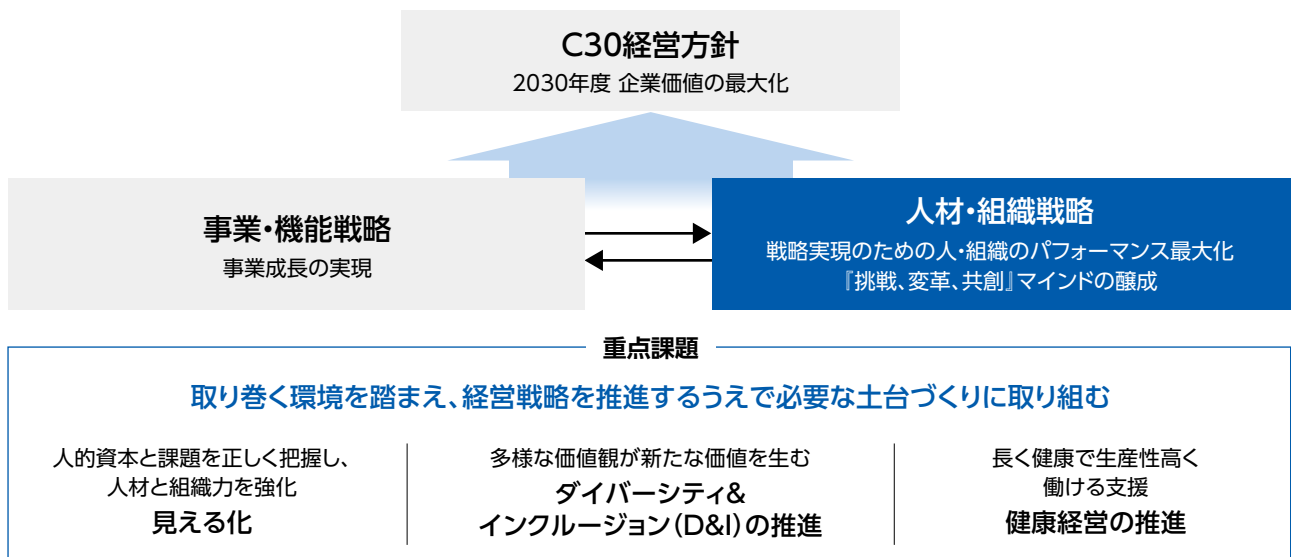 C30経営方針
2030年度 企業価値の最大化
事業・機能戦略
事業成長の実現
人材・組織戦略
戦略実現のための人・組織のパフォーマンス最大化
『挑戦、変革、共創』マインドの醸成
重点課題
取り巻く環境を踏まえ、経営戦略を推進するうえで必要な土台づくりに取り組む
人的資本と課題を正しく把握し、
人材と組織力を強化
見える化
多様な価値観が新たな価値を生む
ダイバーシティ&
インクルージョン(D&I)の推進
長く健康で生産性高く
働ける支援
健康経営の推進